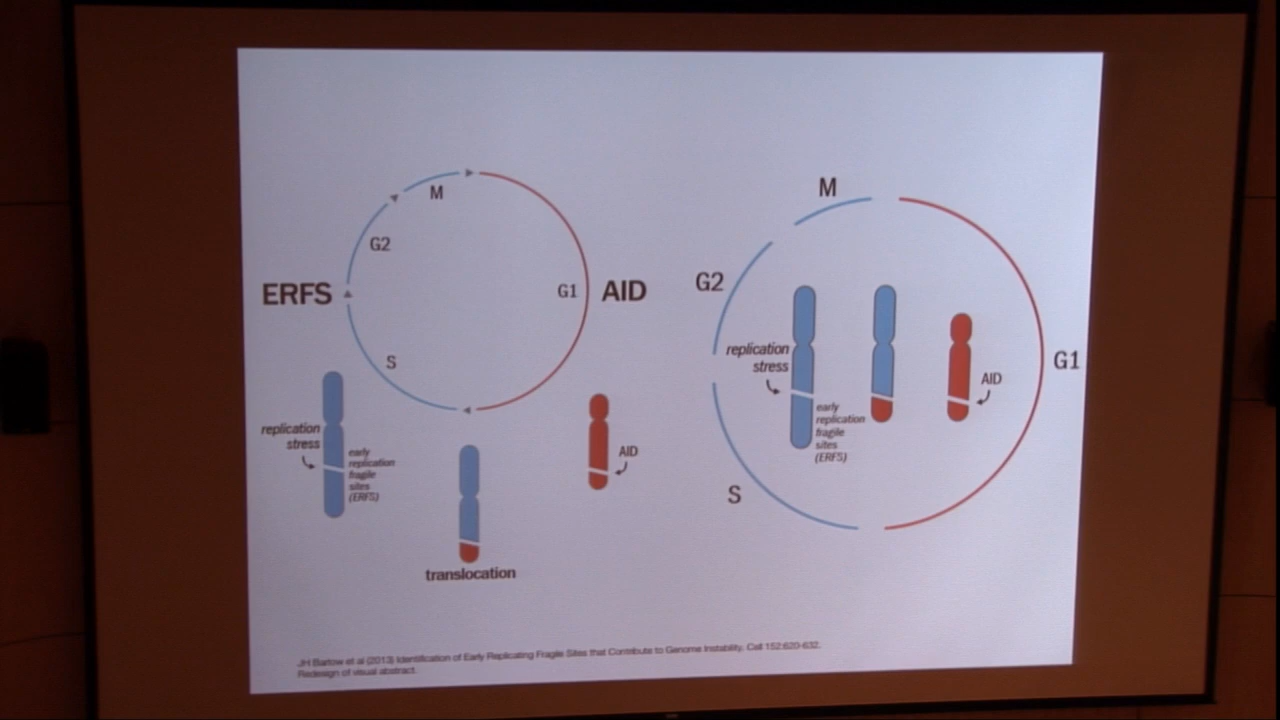 M
G2
ERFS
G1
AID
S
replication
stress
early
replication
fragile
sites
(ERFS)
AID
translocation
M
G2
replication
stress
early
replication
fragile
sites
(ERFS)
AID
G1
S
JH Barlow et al (2013) Identification of Early Replicating Fragile Sites that Contribute to Genome Instability. Cell 152:620-632.
Redesign of visual abstract.